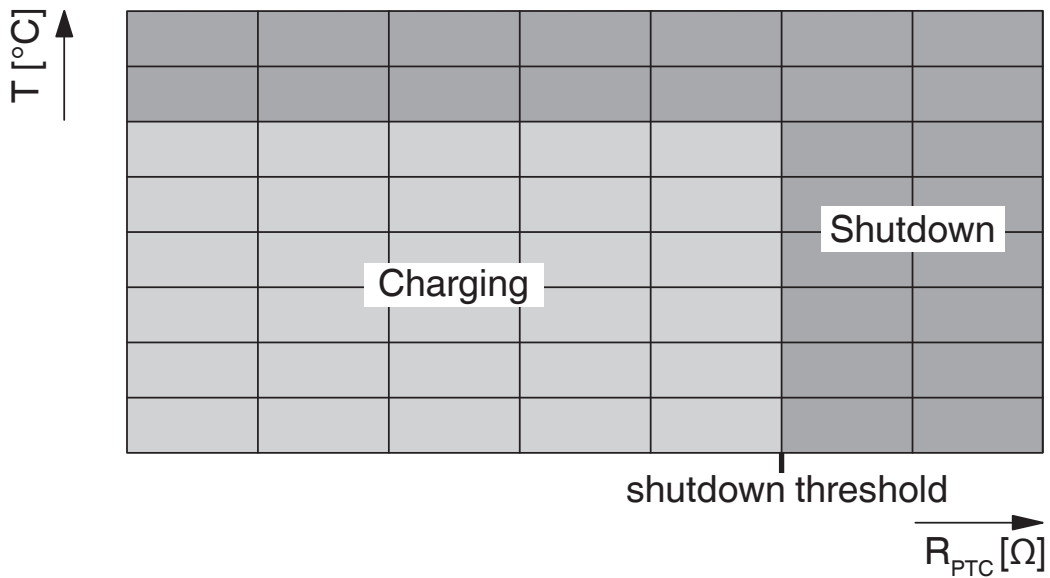 T [°C]
Shutdown
Charging
shutdown threshold
R_PTC [Ω]